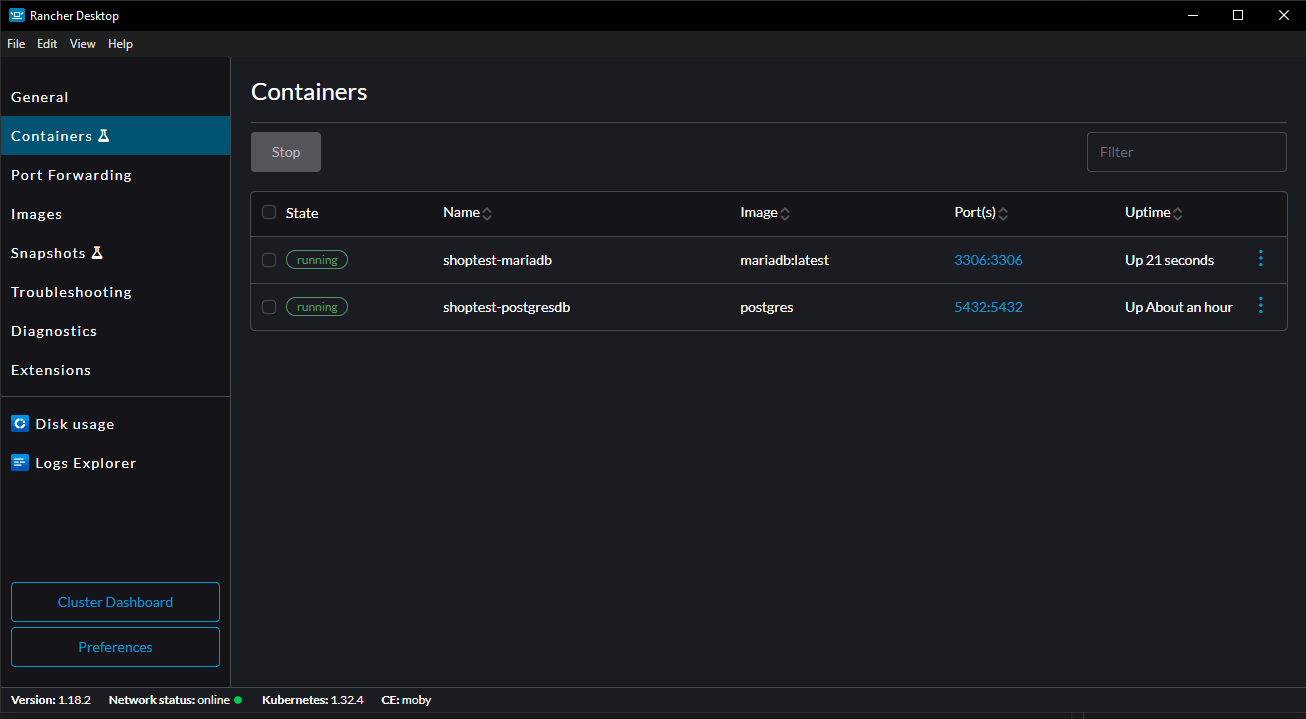 Rancher Desktop
File Edit View Help
General
Containers
Port Forwarding
Images
Snapshots
Troubleshooting
Diagnostics
Extensions
Disk usage
Logs Explorer
Cluster Dashboard
Preferences
Containers
Stop
Filter
State Name Image Port(s) Uptime
running shoptest-mariadb mariadb:latest 3306:3306 Up 21 seconds
running shoptest-postgresdb postgres 5432:5432 Up About an hour
Version: 1.18.2 Network status: online Kubernetes: 1.32.4 CE: moby